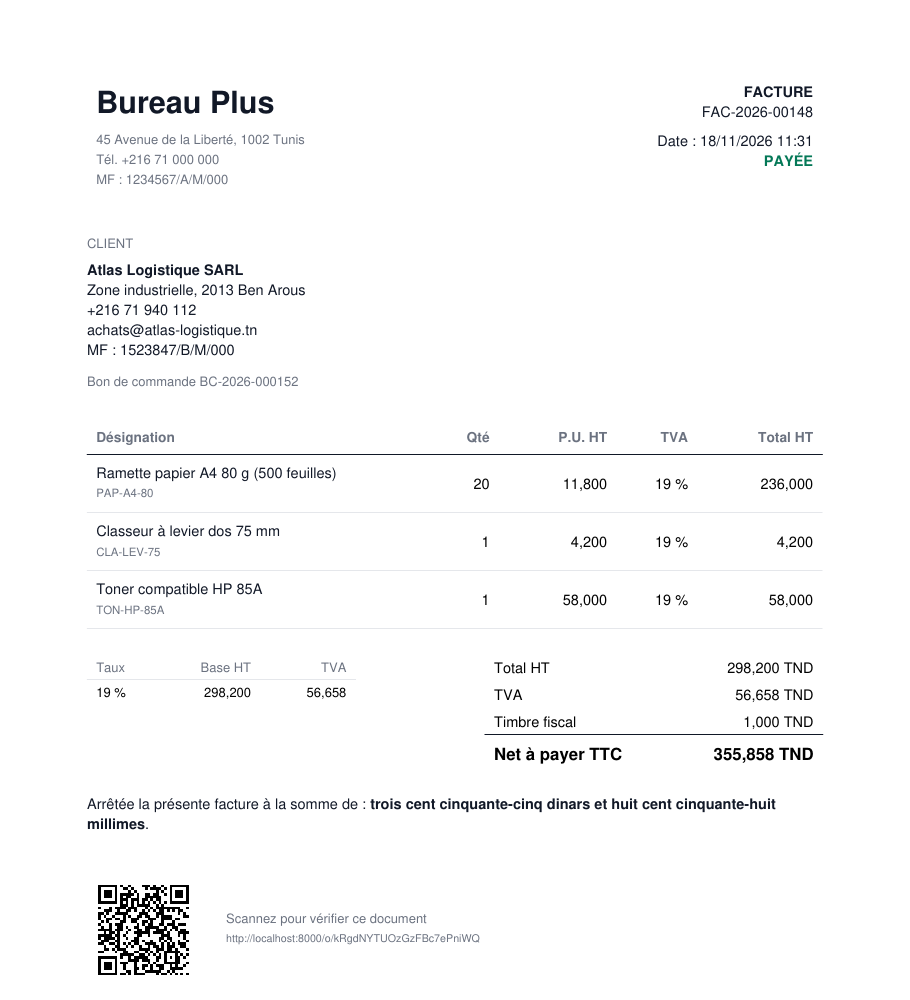 Bureau Plus
45 Avenue de la Liberté, 1002 Tunis
Tél. +216 71 000 000
MF : 1234567/A/M/000
FACTURE
FAC-2026-00148
Date : 18/11/2026 11:31
PAYÉE
CLIENT
Atlas Logistique SARL
Zone industrielle, 2013 Ben Arous
+216 71 940 112
achats@atlas-logistique.tn
MF : 1523847/B/M/000
Bon de commande BC-2026-000152
Désignation Qté P.U. HT TVA Total HT
Ramette papier A4 80 g (500 feuilles) 20 11,800 19 % 236,000
PAP-A4-80
Classeur à levier dos 75 mm 1 4,200 19 % 4,200
CLA-LEV-75
Toner compatible HP 85A 1 58,000 19 % 58,000
TON-HP-85A
Taux Base HT TVA
19 % 298,200 56,658
Total HT 298,200 TND
TVA 56,658 TND
Timbre fiscal 1,000 TND
Net à payer TTC 355,858 TND
Arrêtée la présente facture à la somme de : trois cent cinquante-cinq dinars et huit cent cinquante-huit
millimes.
Scannez pour vérifier ce document
http://localhost:8000/o/kRgdNYTUOzGzFBc7ePniWQ